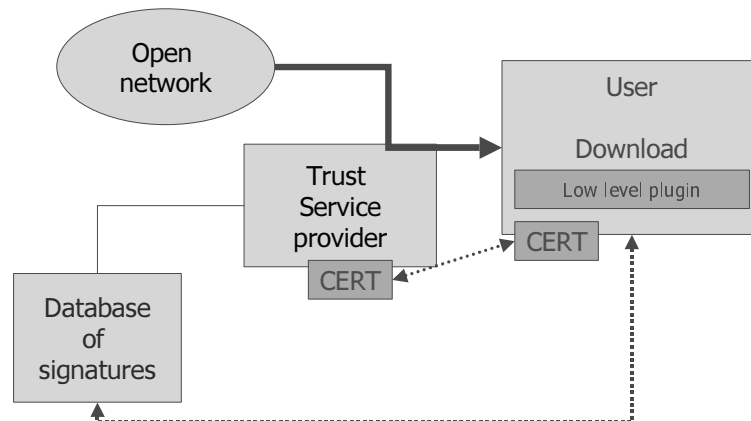 Open
network
User
Download
Low level plugin
CERT
Trust
Service
provider
CERT
Database
of
signatures